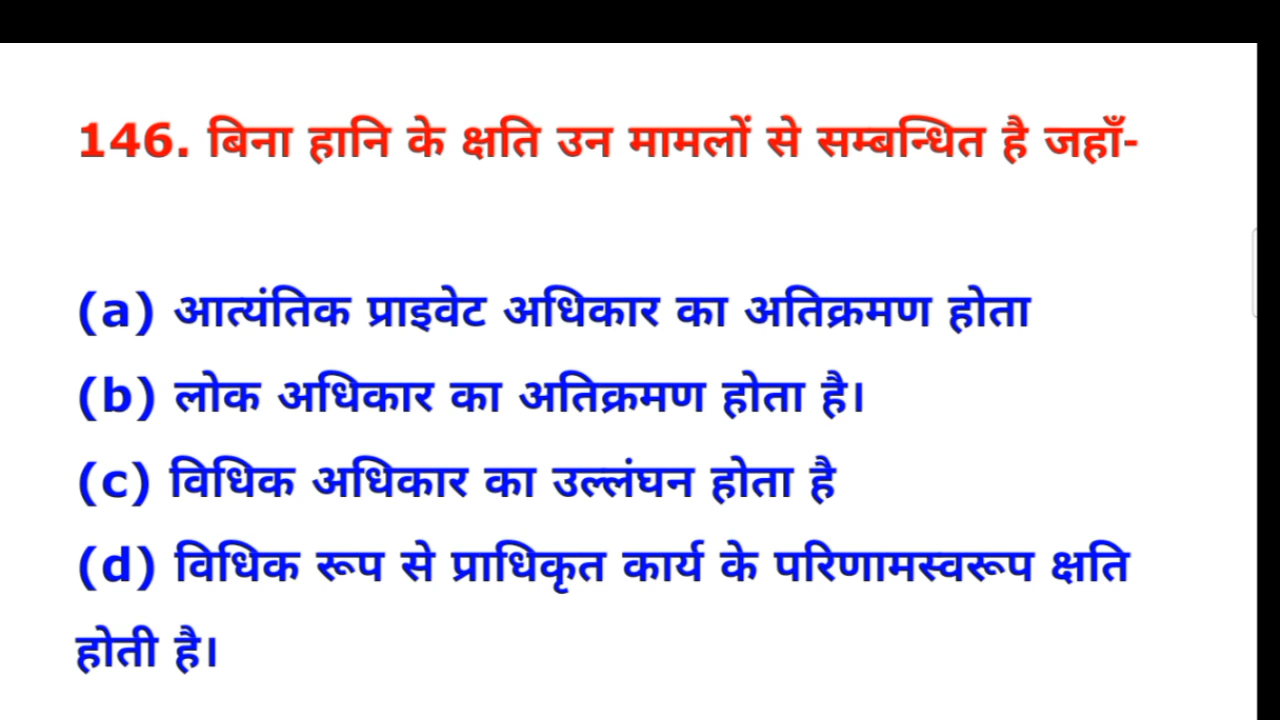 146. बिना हानि के क्षति उन मामलों से सम्बन्धित है जहाँ-
(a) आत्यंतिक प्राइवेट अधिकार का अतिक्रमण होता
(b) लोक अधिकार का अतिक्रमण होता है।
(c) विधिक अधिकार का उल्लंघन होता है
(d) विधिक रूप से प्राधिकृत कार्य के परिणामस्वरूप क्षति
होती है।